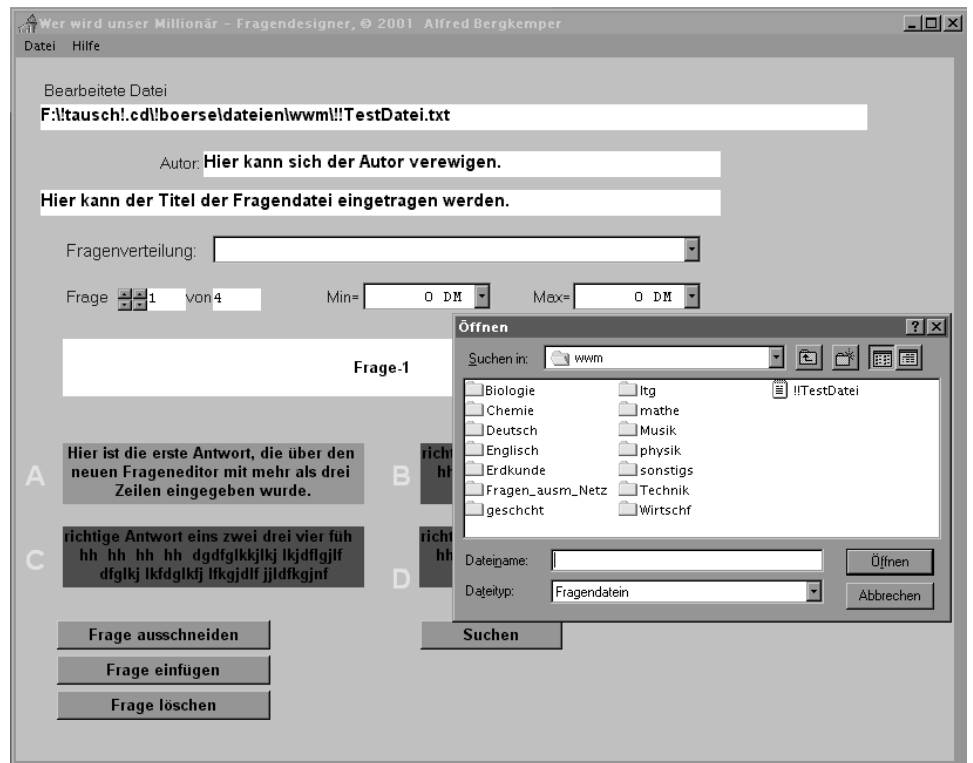 Wer wird unser Millionär - Fragendesigner, © 2001 Alfred Bergkemper
Datei Hilfe
Bearbeitete Datei
F:\!tausch!.cd\!boerse\dateien\wwm\!!TestDatei.txt
Autor: Hier kann sich der Autor verewigen.
Hier kann der Titel der Fragendatei eingetragen werden.
Fragenverteilung:
Frage 1 von 4 Min= 0 DM Max= 0 DM
Frage-1
A
Hier ist die erste Antwort, die über den
neuen Frageneditor mit mehr als drei
Zeilen eingegeben wurde.
B
richt
hh
C
richtige Antwort eins zwei drei vier füh
hh hh hh hh dgdfglkkjlkj lkjdflgjlf
dfglkj lkfdglkfj lfkgjdlf jjldfkgjnf
D
richt
hh
Frage ausschneiden
Frage einfügen
Frage löschen
Suchen
Öffnen
Suchen in: wwm
Biologie
Chemie
Deutsch
Englisch
Erdkunde
Fragen_ausm_Netz
geschcht
ltg
mathe
Musik
physik
sonstigs
Technik
Wirtschf
!!TestDatei
Dateiname:
Öffnen
Dateityp: Fragendatein
Abbrechen